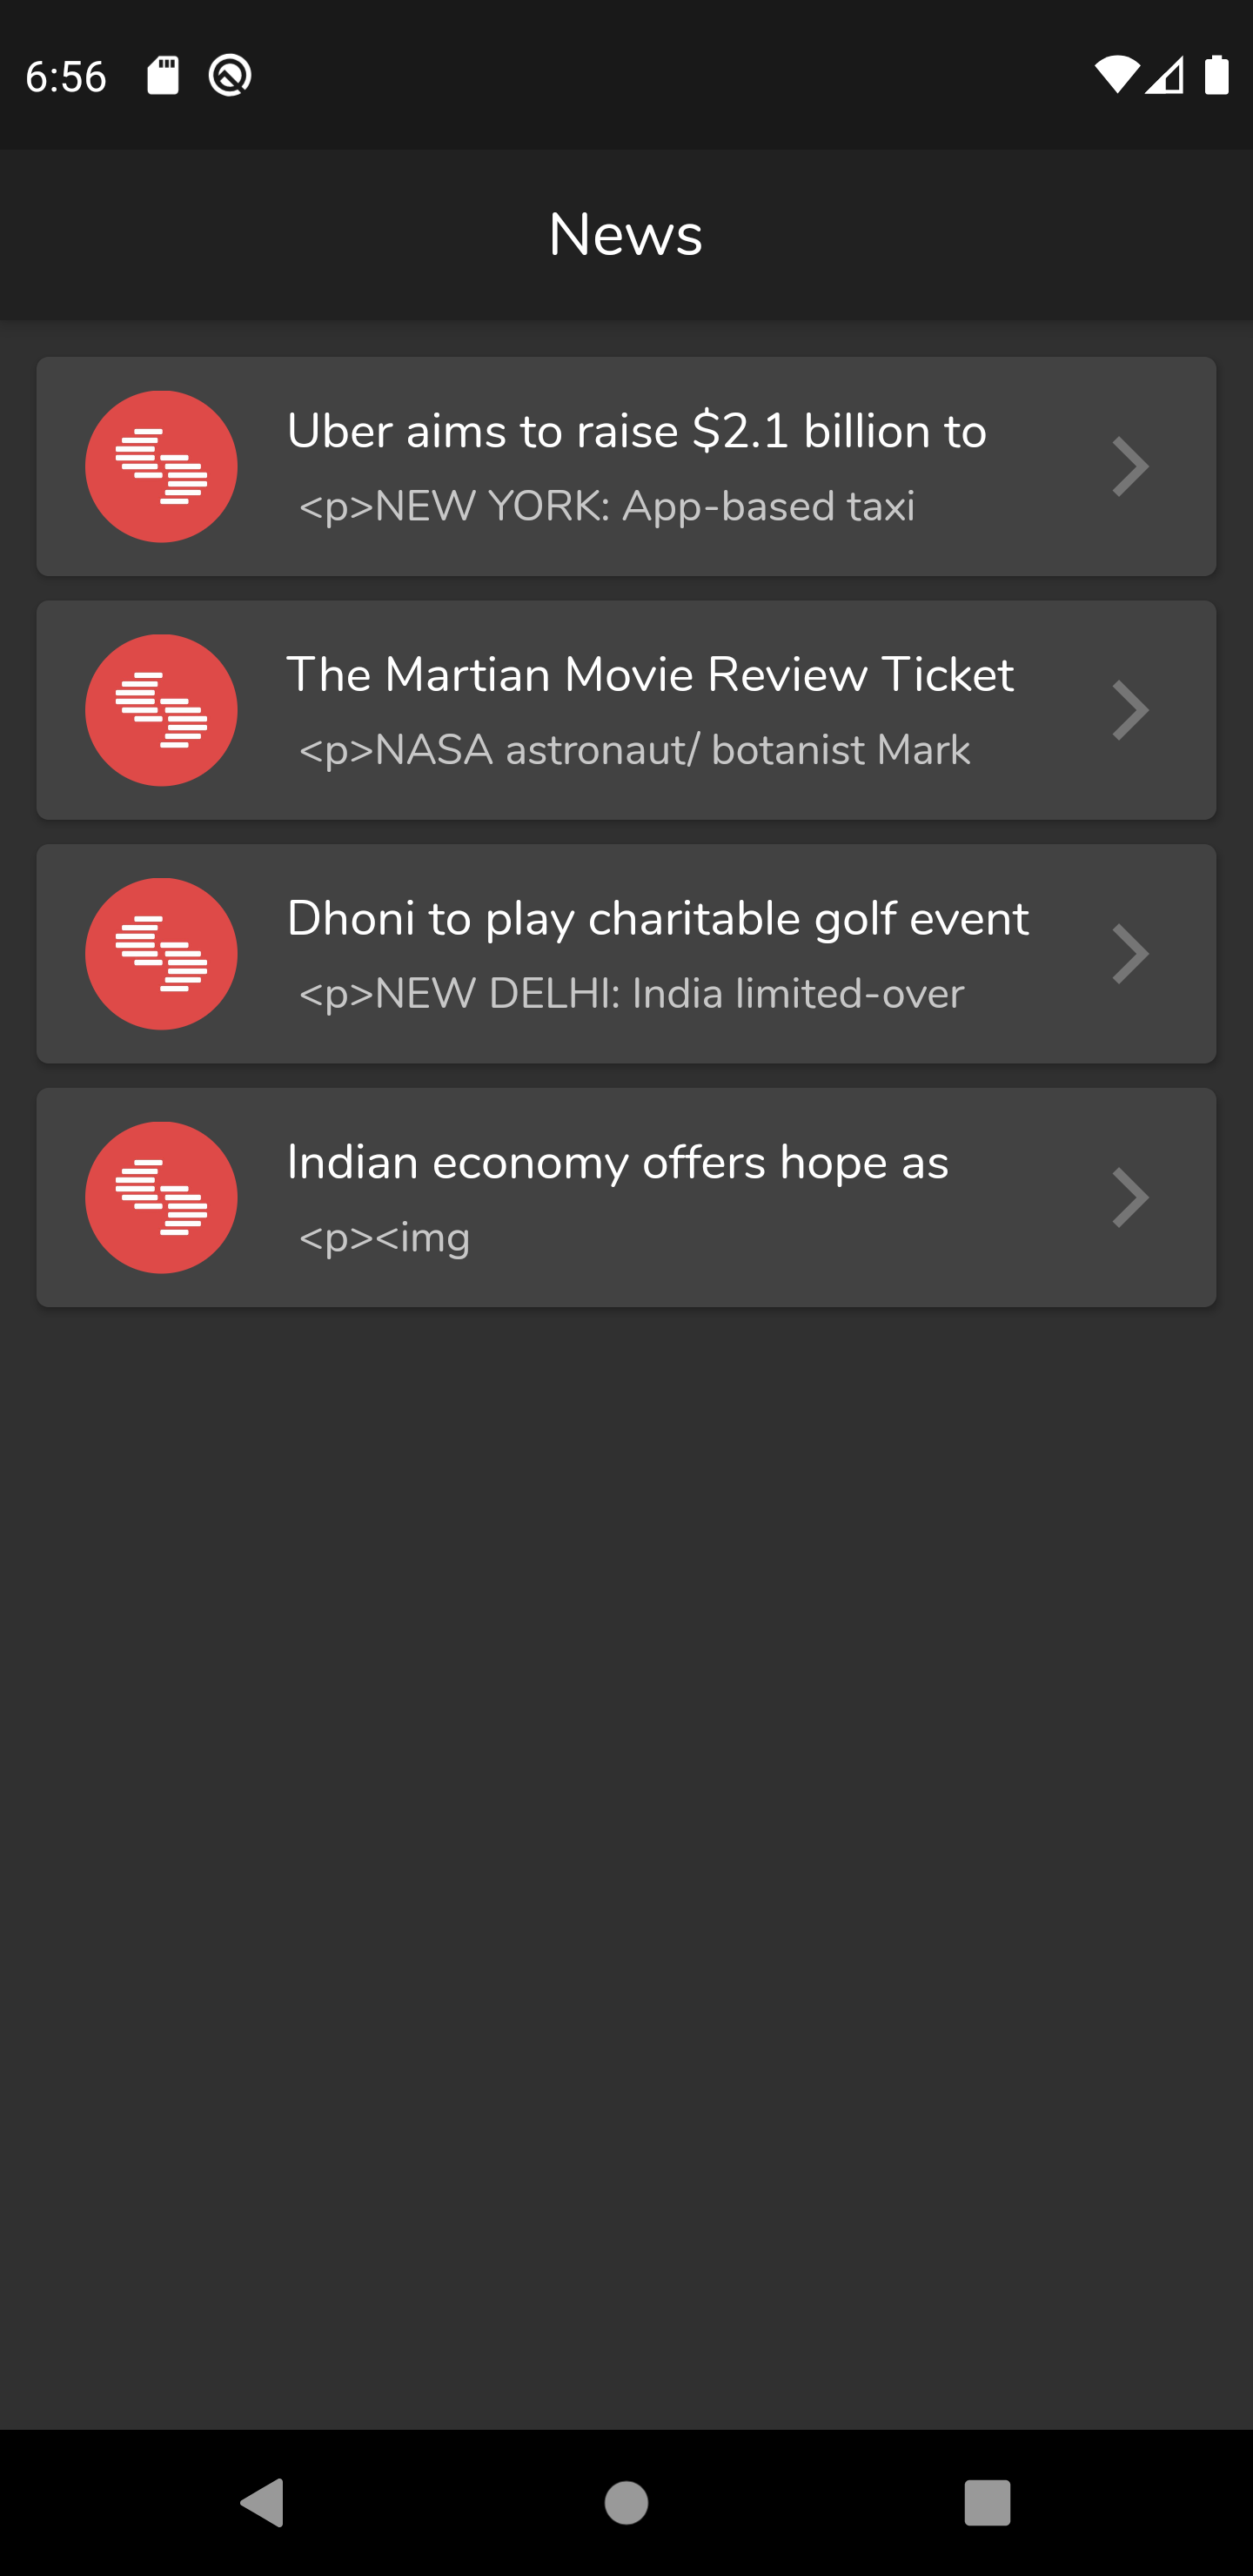 6:56
News
Uber aims to raise $2.1 billion to
<p>NEW YORK: App-based taxi
The Martian Movie Review Ticket
<p>NASA astronaut/ botanist Mark
Dhoni to play charitable golf event
<p>NEW DELHI: India limited-over
Indian economy offers hope as
<p><img